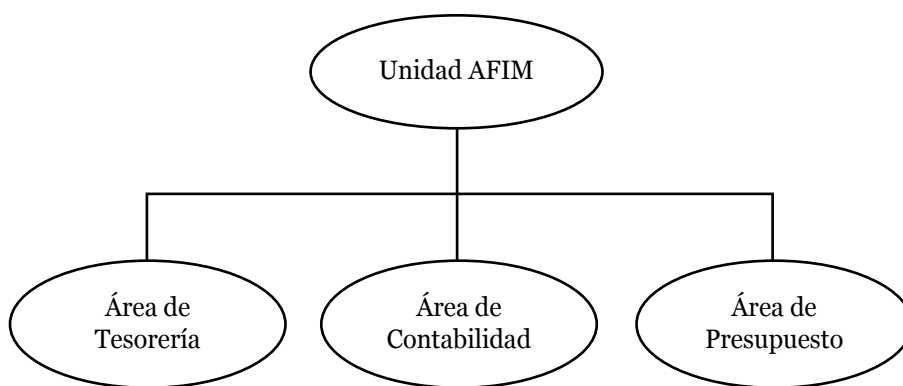 Unidad AFIM
Área de
Tesorería
Área de
Contabilidad
Área de
Presupuesto